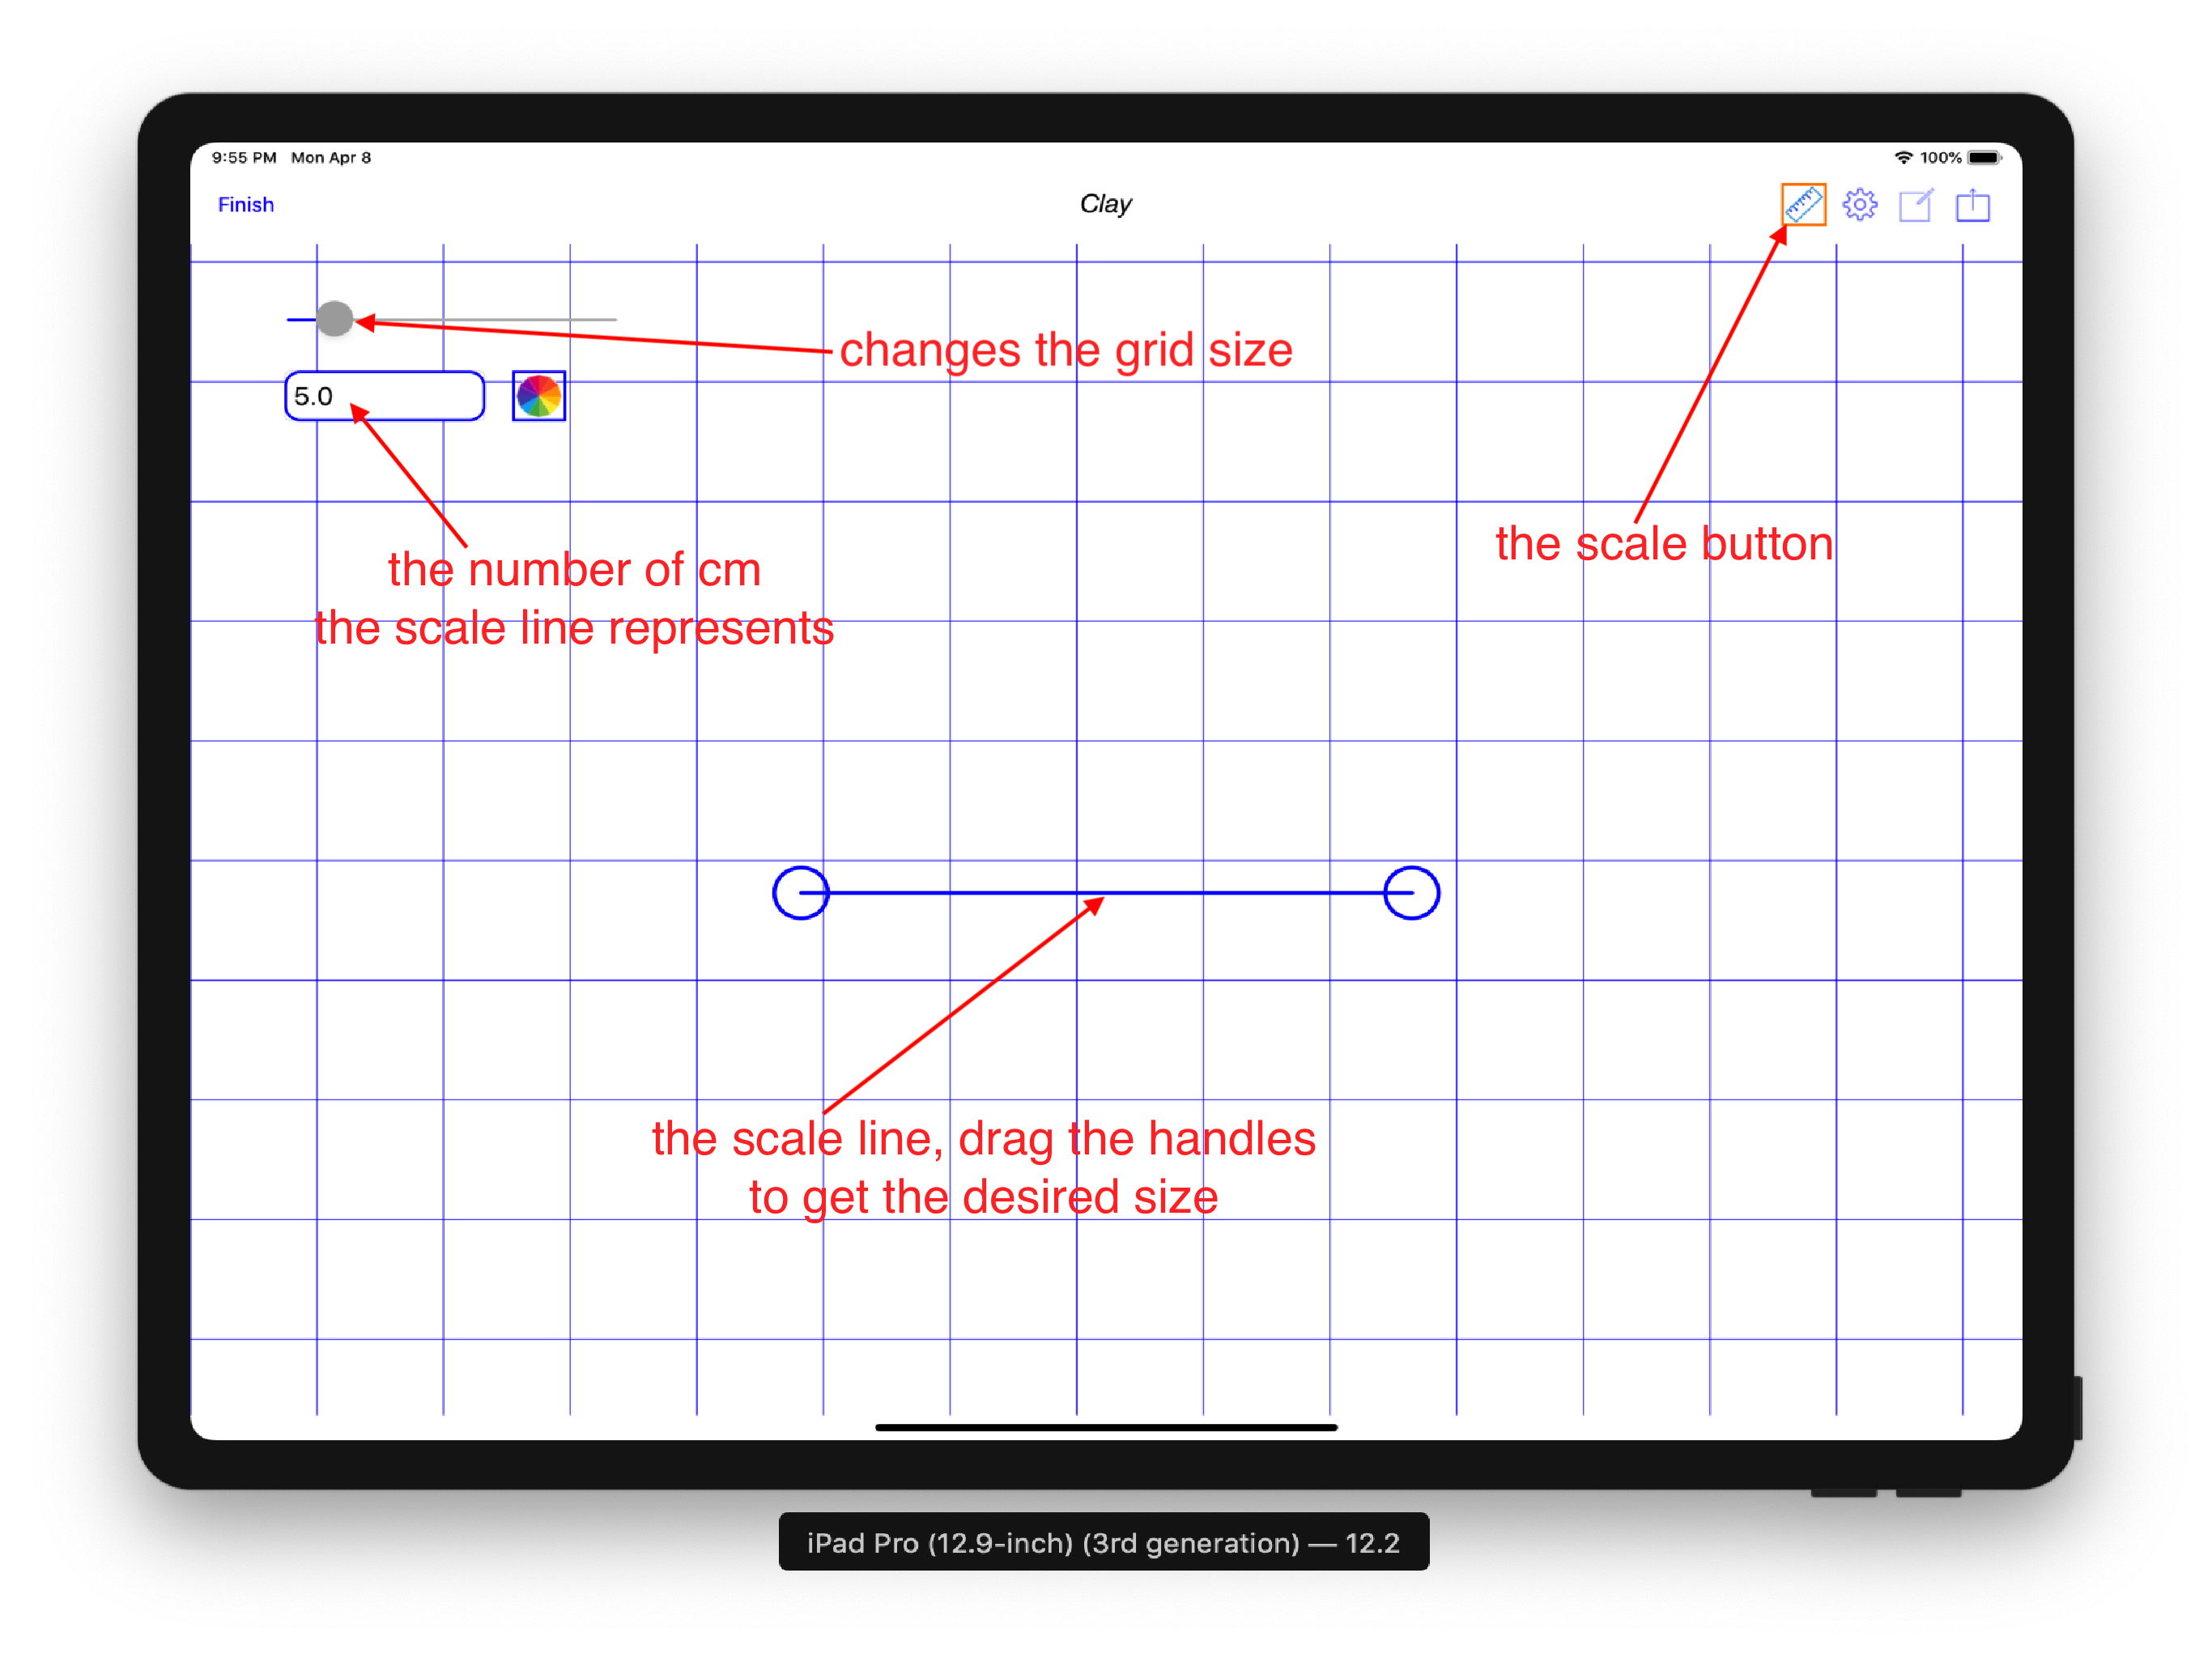 9:55 PM Mon Apr 8
100%
Finish
Clay
changes the grid size
5.0
the scale button
the number of cm
the scale line represents
the scale line, drag the handles
to get the desired size
iPad Pro (12.9-inch) (3rd generation) — 12.2